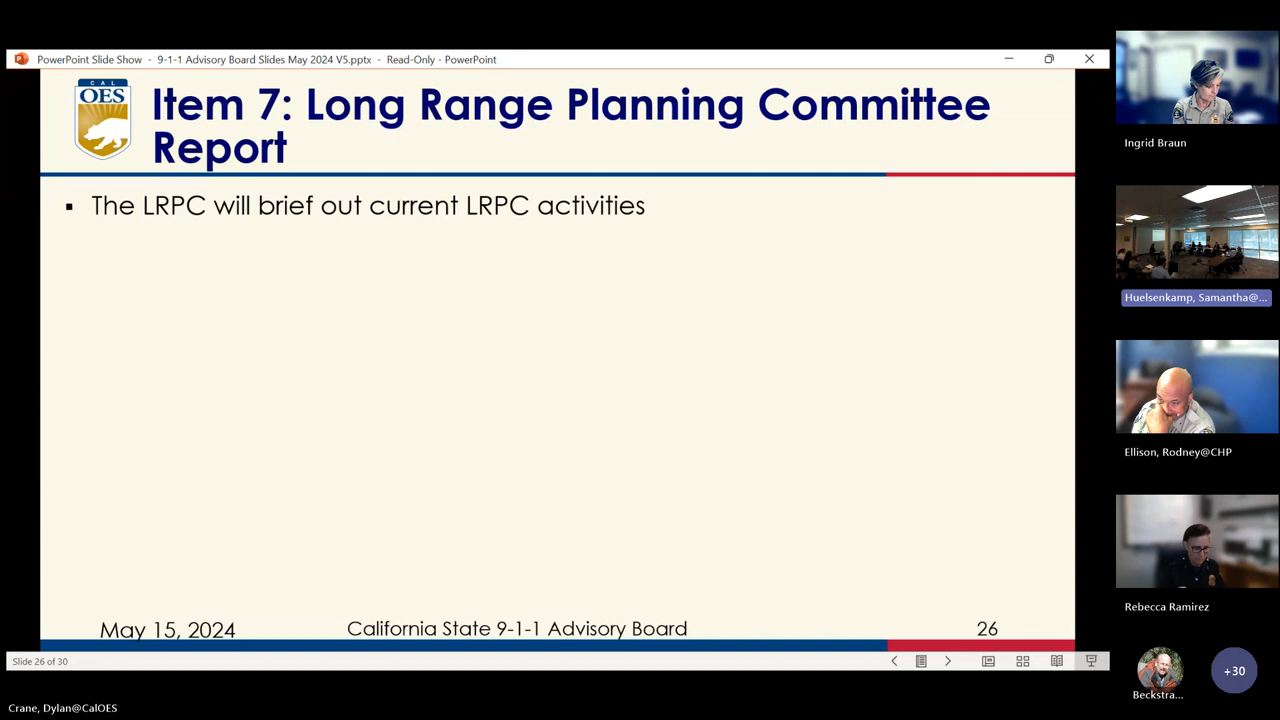 PowerPoint Slide Show - 9-1-1 Advisory Board Slides May 2024 V5.pptx - Read-Only - PowerPoint
CAL
OES
Item 7: Long Range Planning Committee
Report
▪ The LRPC will brief out current LRPC activities
May 15, 2024 California State 9-1-1 Advisory Board 26
Slide 26 of 30
Crane, Dylan@CalOES
Ingrid Braun
Huelsenkamp, Samantha@...
Ellison, Rodney@CHP
Rebecca Ramirez
Beckstra...
+30